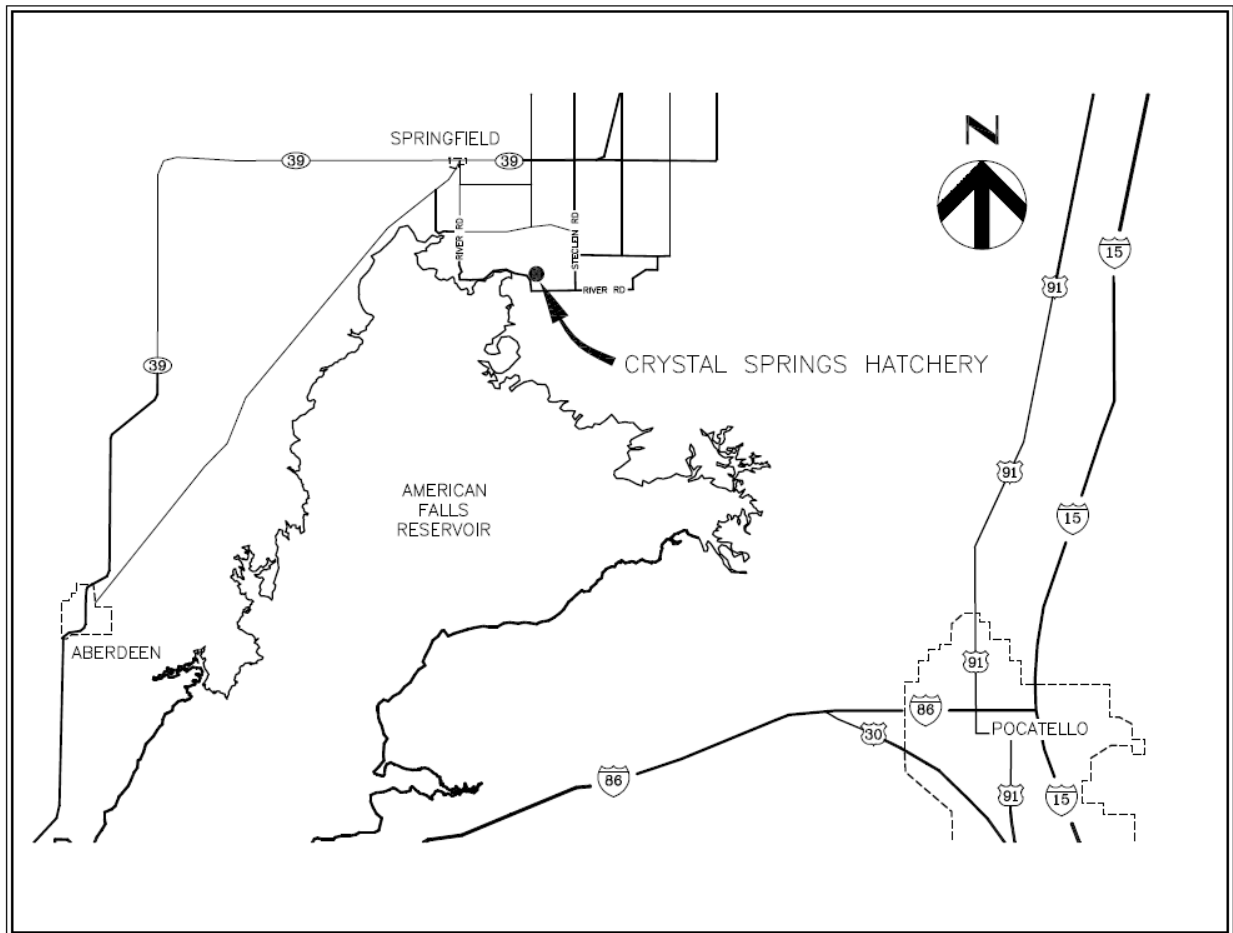 SPRINGFIELD
39
39
N
RIVER RD
STECLEIN RD
15
91
RIVER RD
39
CRYSTAL SPRINGS HATCHERY
91
AMERICAN
FALLS
RESERVOIR
15
ABERDEEN
91
86
30
POCATELLO
86
91
15